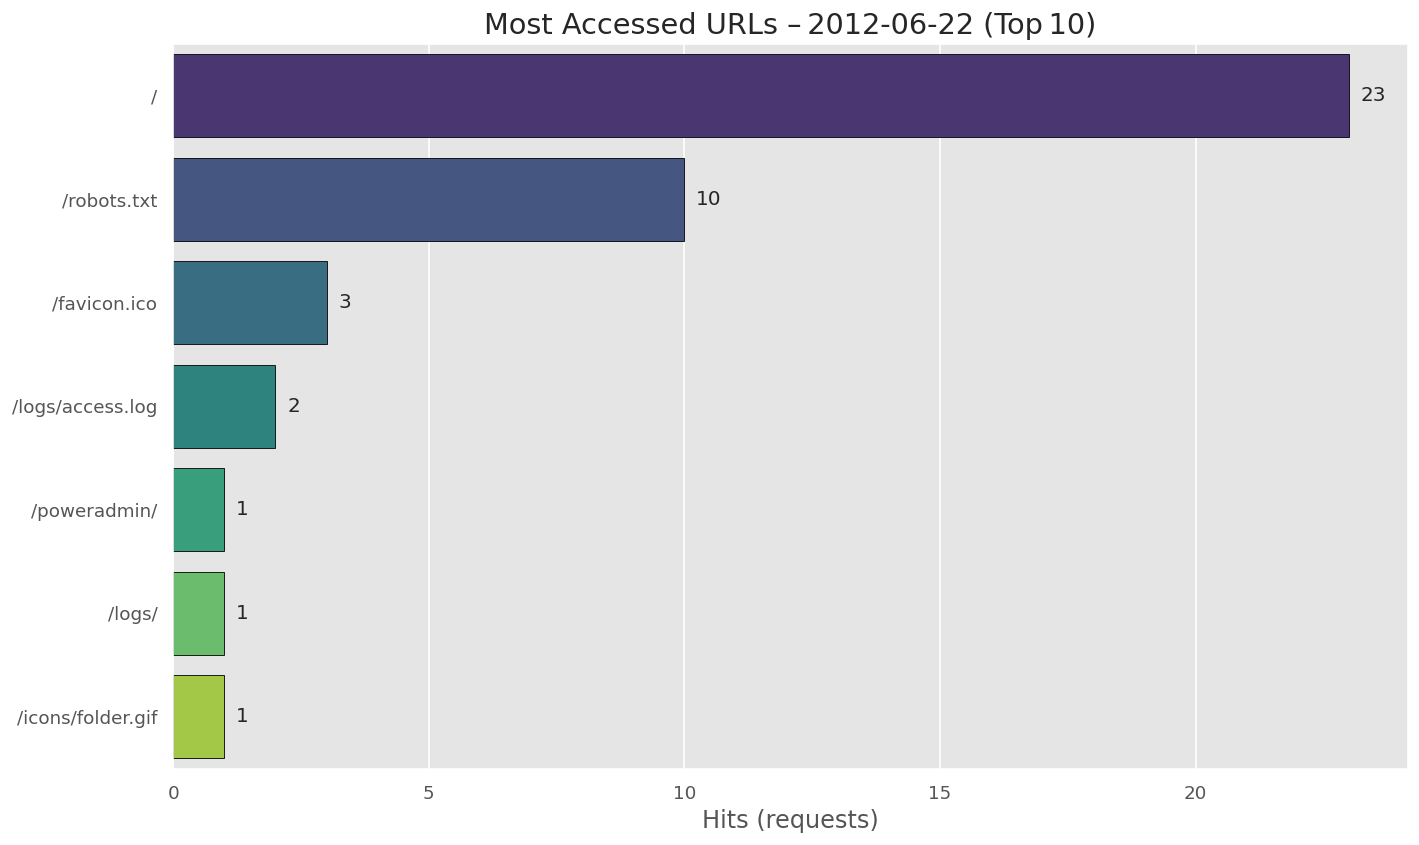 Most Accessed URLs – 2012-06-22 (Top 10)
/ 23
/robots.txt 10
/favicon.ico 3
/logs/access.log 2
/poweradmin/ 1
/logs/ 1
/icons/folder.gif 1
0 5 10 15 20
Hits (requests)